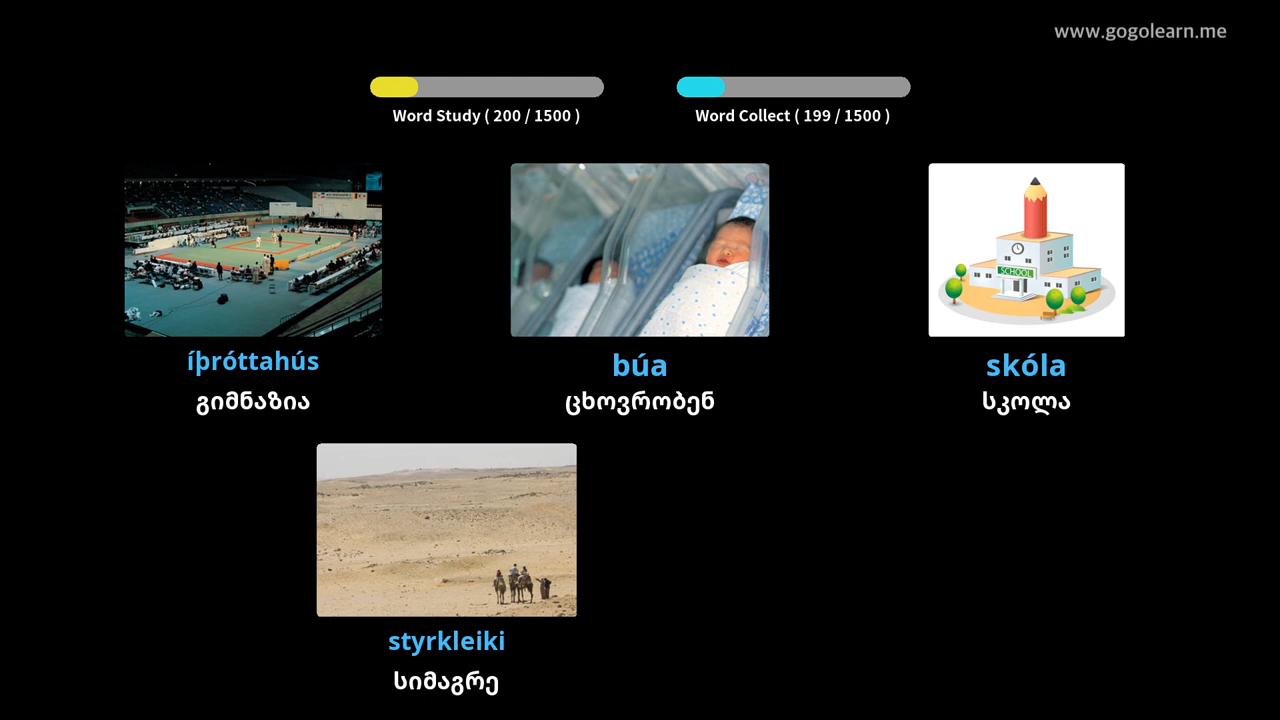 www.gogolearn.me
Word Study ( 200 / 1500 )
Word Collect ( 199 / 1500 )
SCHOOL
íþróttahús
búa
skóla
გიმნაზია
ცხოვრობენ
სკოლა
styrkleiki
სიმაგრე